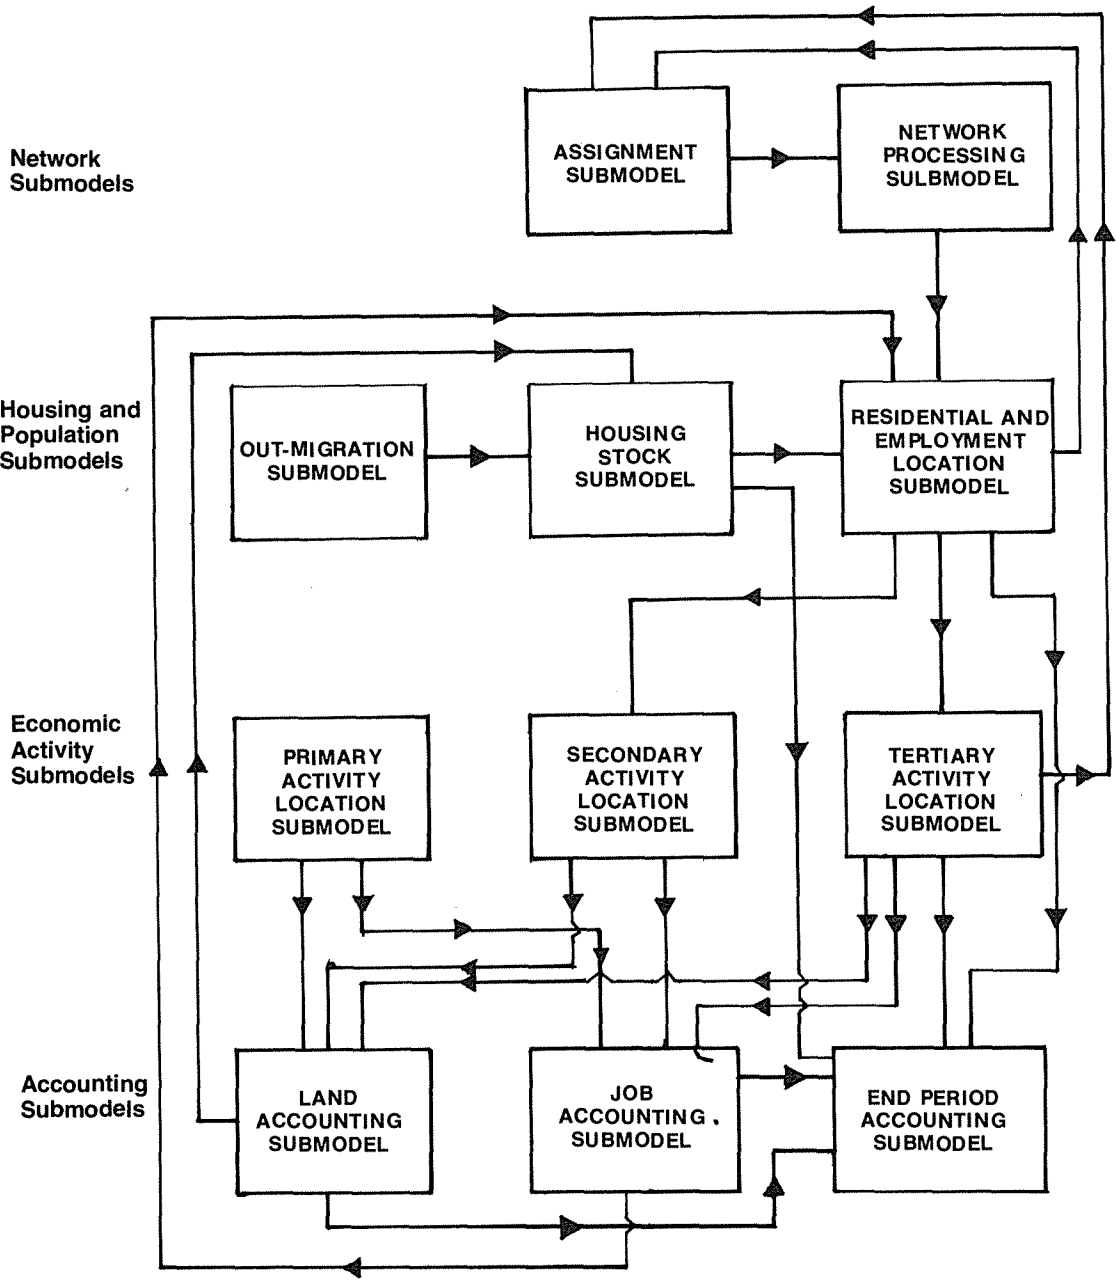 Network
Submodels
ASSIGNMENT
SUBMODEL
NETWORK
PROCESSING
SULBMODEL
Housing and
Population
Submodels
OUT-MIGRATION
SUBMODEL
HOUSING
STOCK
SUBMODEL
RESIDENTIAL AND
EMPLOYMENT
LOCATION
SUBMODEL
Economic
Activity
Submodels
PRIMARY
ACTIVITY
LOCATION
SUBMODEL
SECONDARY
ACTIVITY
LOCATION
SUBMODEL
TERTIARY
ACTIVITY
LOCATION
SUBMODEL
Accounting
Submodels
LAND
ACCOUNTING
SUBMODEL
JOB
ACCOUNTING.
SUBMODEL
END PERIOD
ACCOUNTING
SUBMODEL